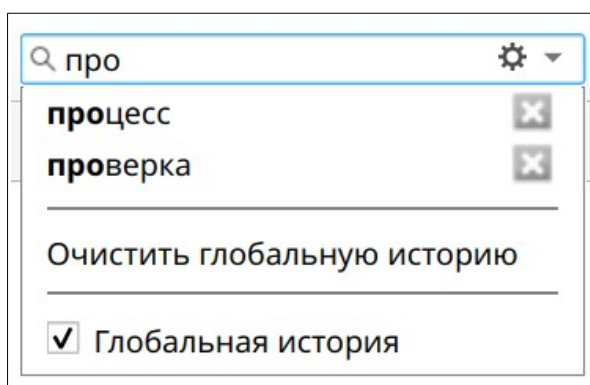 про
процесс
проверка
Очистить глобальную историю
Глобальная история